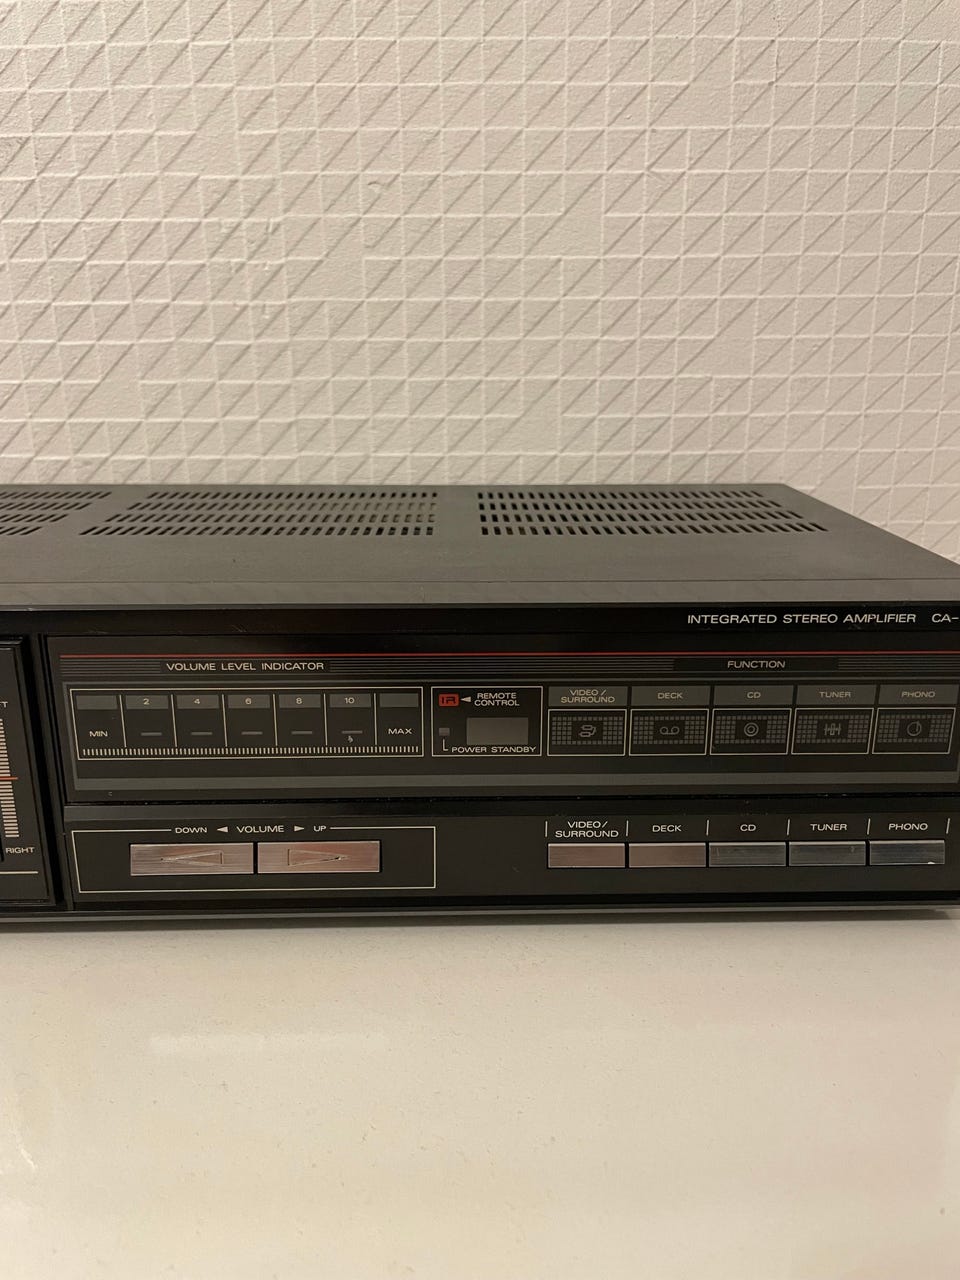 INTEGRATED STEREO AMPLIFIER CA-
VOLUME LEVEL INDICATOR
FUNCTION
2 4 6 8 10
MIN
MAX
IR ◄ REMOTE
CONTROL
POWER STANDBY
VIDEO/
SURROUND
DECK
CD
TUNER
PHONO
RIGHT
DOWN ◄ VOLUME ► UP
VIDEO/
SURROUND
DECK
CD
TUNER
PHONO